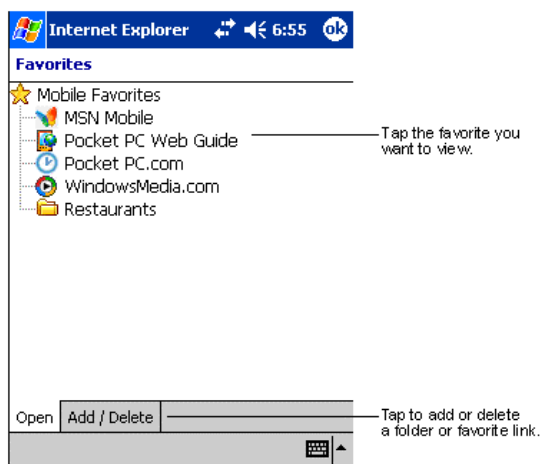 Internet Explorer 6:55 ok
Favorites
Mobile Favorites
MSN Mobile
Pocket PC Web Guide
Pocket PC.com
WindowsMedia.com
Restaurants
Tap the favorite you
want to view.
Open Add / Delete
Tap to add or delete
a folder or favorite link.